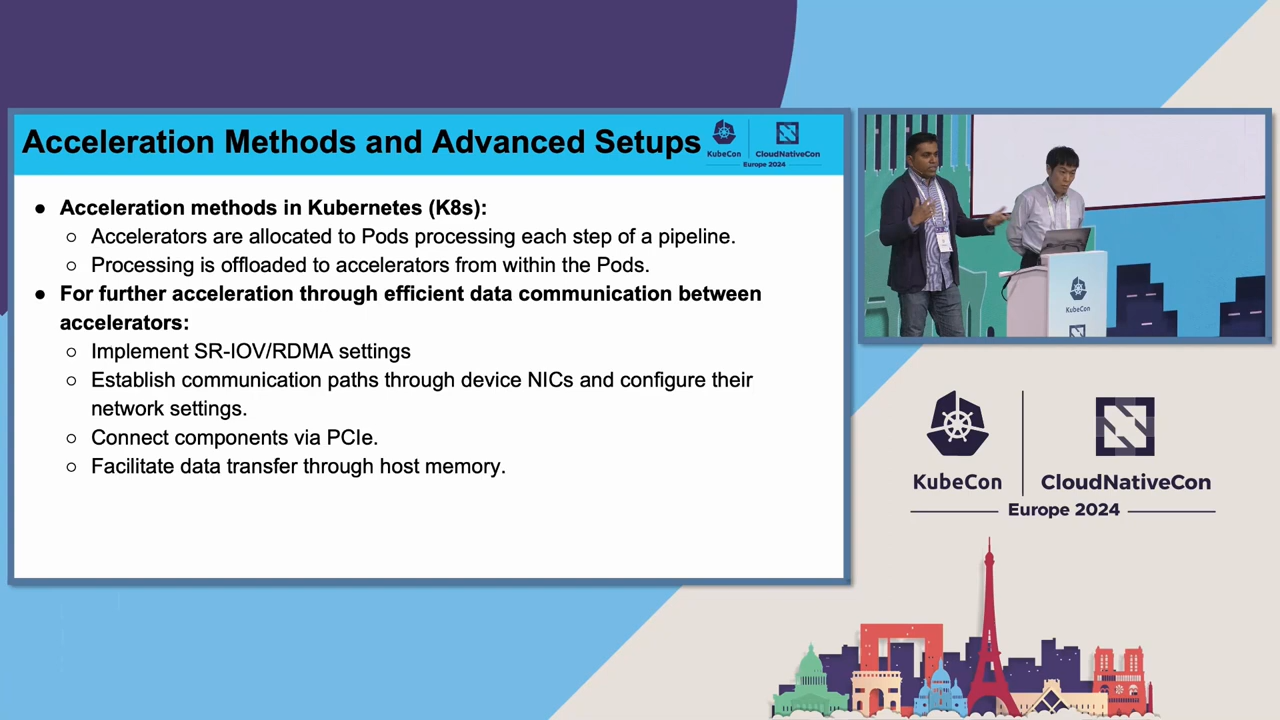 Acceleration Methods and Advanced Setups
KubeCon
CloudNativeCon
Europe 2024
● Acceleration methods in Kubernetes (K8s):
○ Accelerators are allocated to Pods processing each step of a pipeline.
○ Processing is offloaded to accelerators from within the Pods.
● For further acceleration through efficient data communication between
accelerators:
○ Implement SR-IOV/RDMA settings
○ Establish communication paths through device NICs and configure their
network settings.
○ Connect components via PCIe.
○ Facilitate data transfer through host memory.
KubeCon
KubeCon
CloudNativeCon
Europe 2024